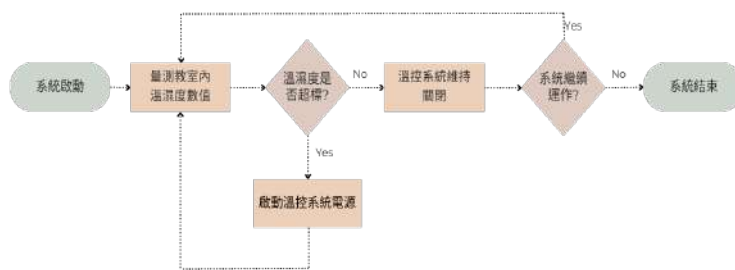 Yes
系統啟動
量測教室內
溫濕度數值
溫濕度是
否超標?
No
溫控系統維持
關閉
系統繼續
運作?
No
系統結束
Yes
啟動溫控系統電源